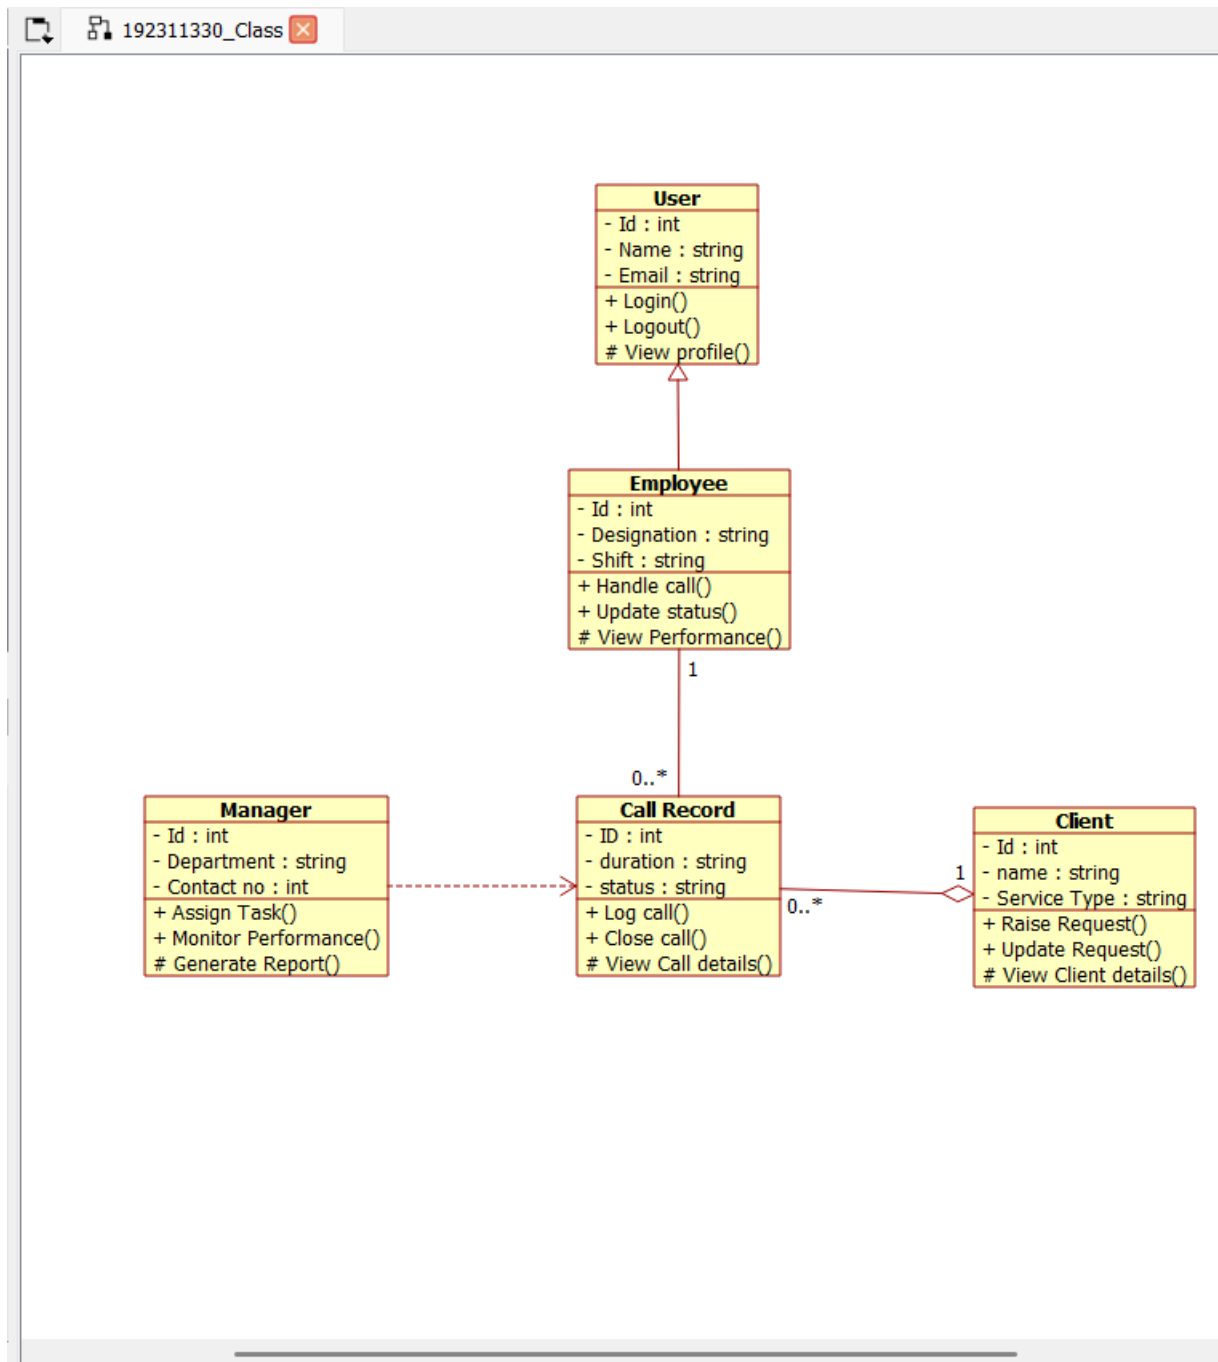 192311330_Class
User
- Id : int
- Name : string
- Email : string
+ Login()
+ Logout()
# View profile()
Employee
- Id : int
- Designation : string
- Shift : string
+ Handle call()
+ Update status()
# View Performance()
1
0..*
Manager
- Id : int
- Department : string
- Contact no : int
+ Assign Task()
+ Monitor Performance()
# Generate Report()
Call Record
- ID : int
- duration : string
- status : string
+ Log call()
+ Close call()
# View Call details()
0..*
1
Client
- Id : int
- name : string
- Service Type : string
+ Raise Request()
+ Update Request()
# View Client details()